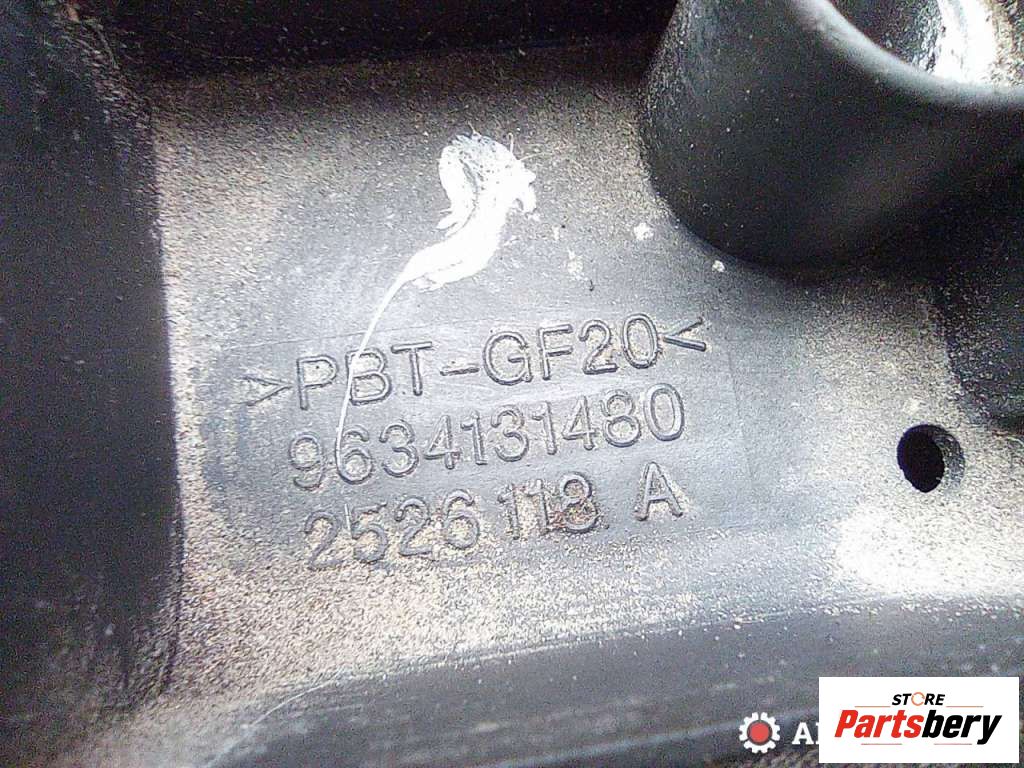 >PBT-GF20<
9634131480
2526118 A
STORE
Partsbery